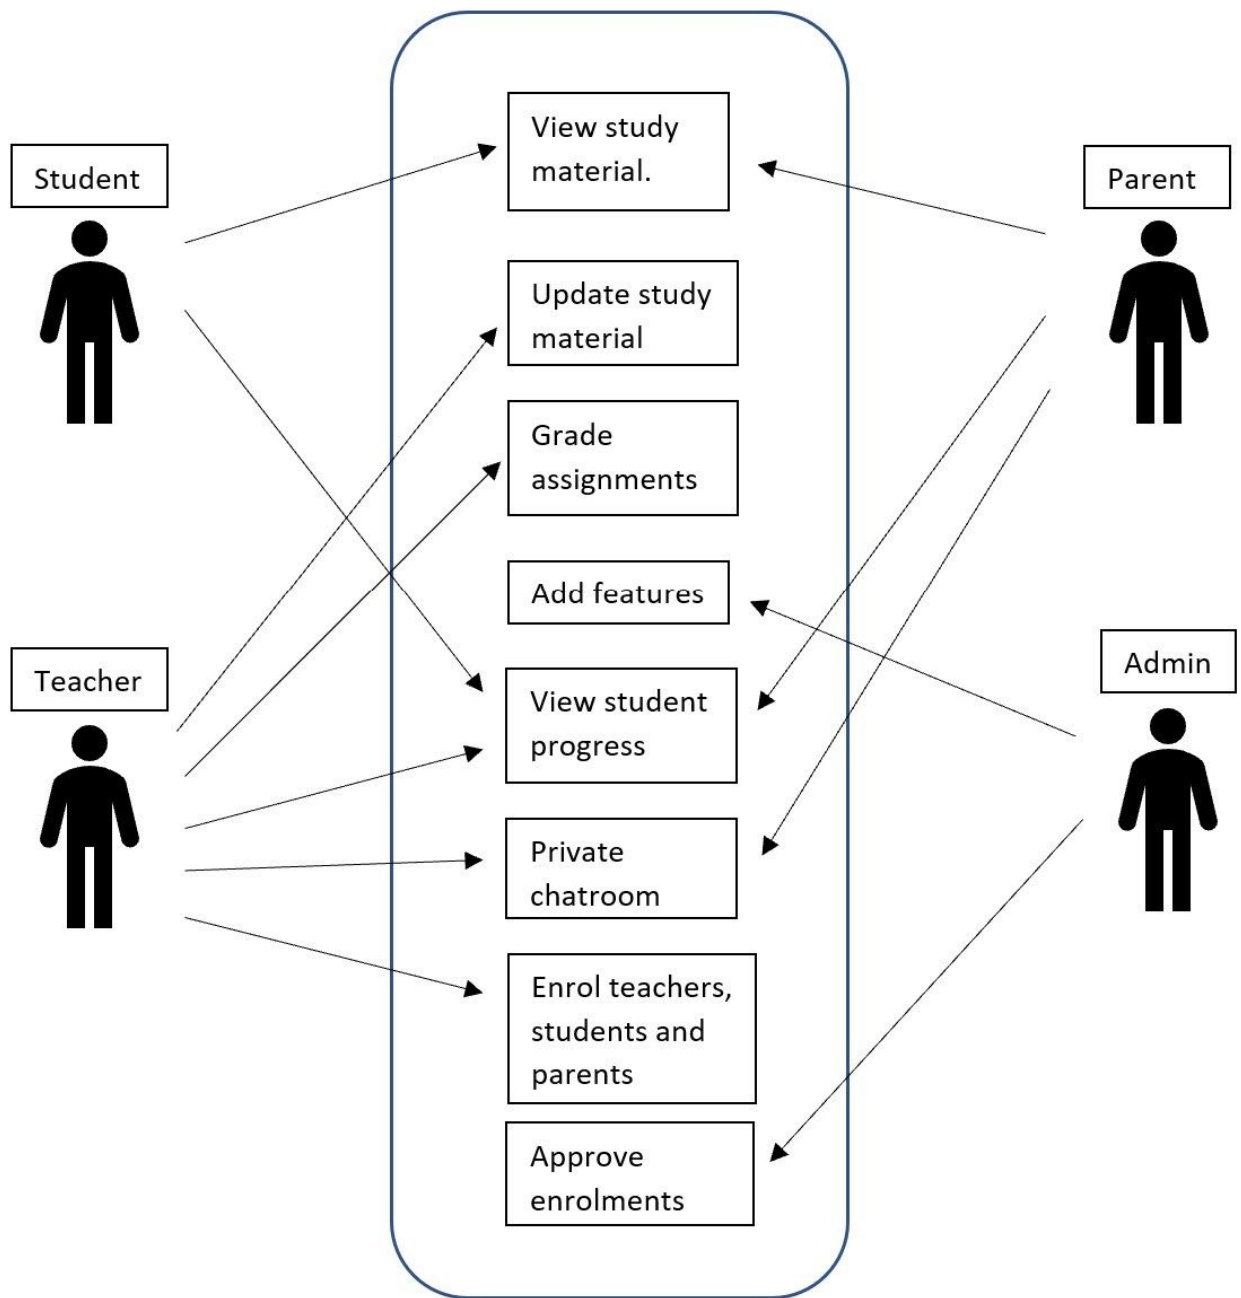 Student
Teacher
View study
material.
Update study
material
Grade
assignments
Add features
View student
progress
Private
chatroom
Enrol teachers,
students and
parents
Approve
enrolments
Parent
Admin